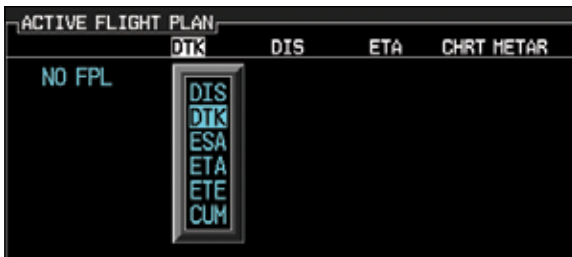 ACTIVE FLIGHT PLAN
DTK DIS ETA CHRT METAR
NO FPL
DIS
DTK
ESA
ETA
ETE
CUM